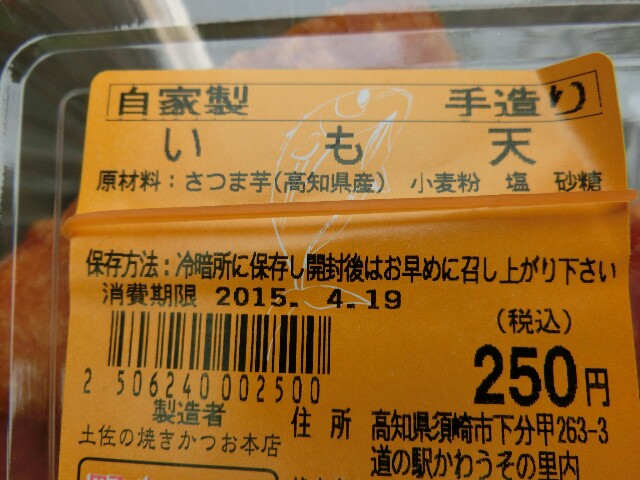 自家製 手造り
いも天
原材料：さつま芋(高知県産) 小麦粉 塩 砂糖
保存方法：冷暗所に保存し開封後はお早めに召し上がり下さい
消費期限 2015. 4.19
(税込)
250円
2 506240 002500
製造者
土佐の焼きかつお本店
住所 高知県須崎市下分甲263-3
道の駅かわうその里内